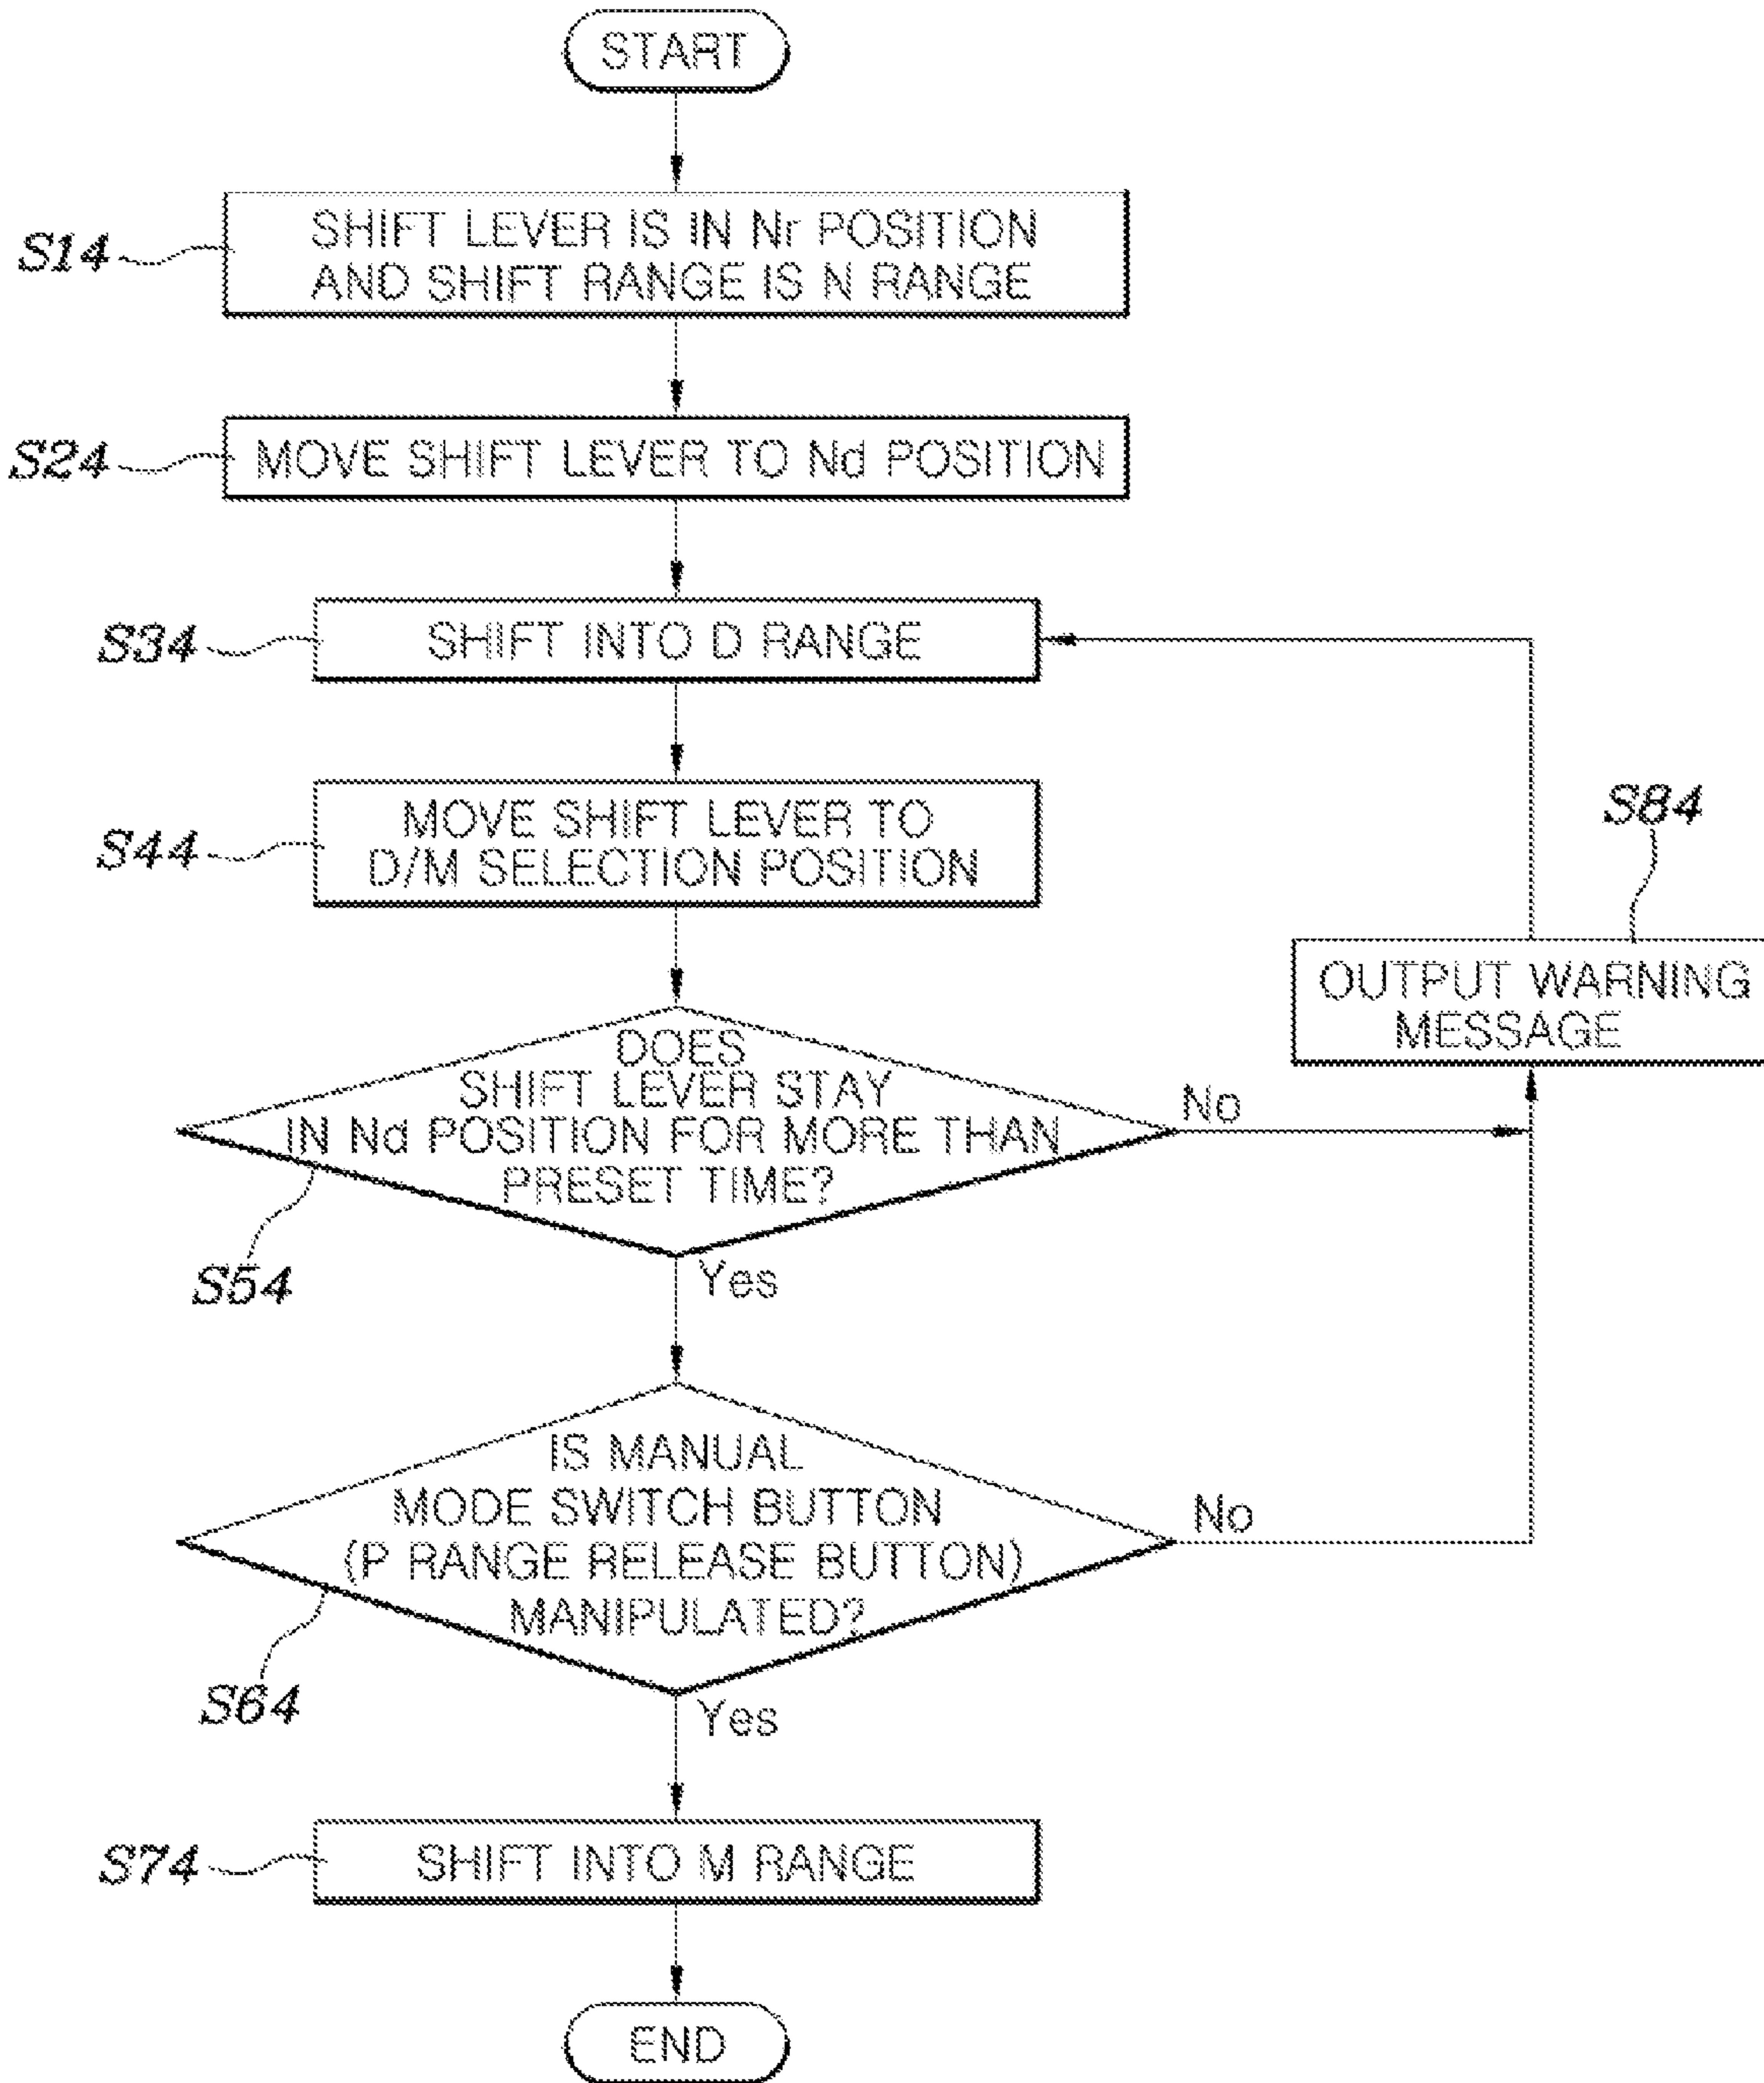 START
S14
SHIFT LEVER IS IN Nr POSITION
AND SHIFT RANGE IS N RANGE
S24
MOVE SHIFT LEVER TO Nd POSITION
S34
SHIFT INTO D RANGE
S44
MOVE SHIFT LEVER TO
D/M SELECTION POSITION
S84
OUTPUT WARNING
MESSAGE
DOES
SHIFT LEVER STAY
IN Nd POSITION FOR MORE THAN
PRESET TIME?
No
S54
Yes
IS MANUAL
MODE SWITCH BUTTON
(P RANGE RELEASE BUTTON)
MANIPULATED?
No
S64
Yes
S74
SHIFT INTO M RANGE
END